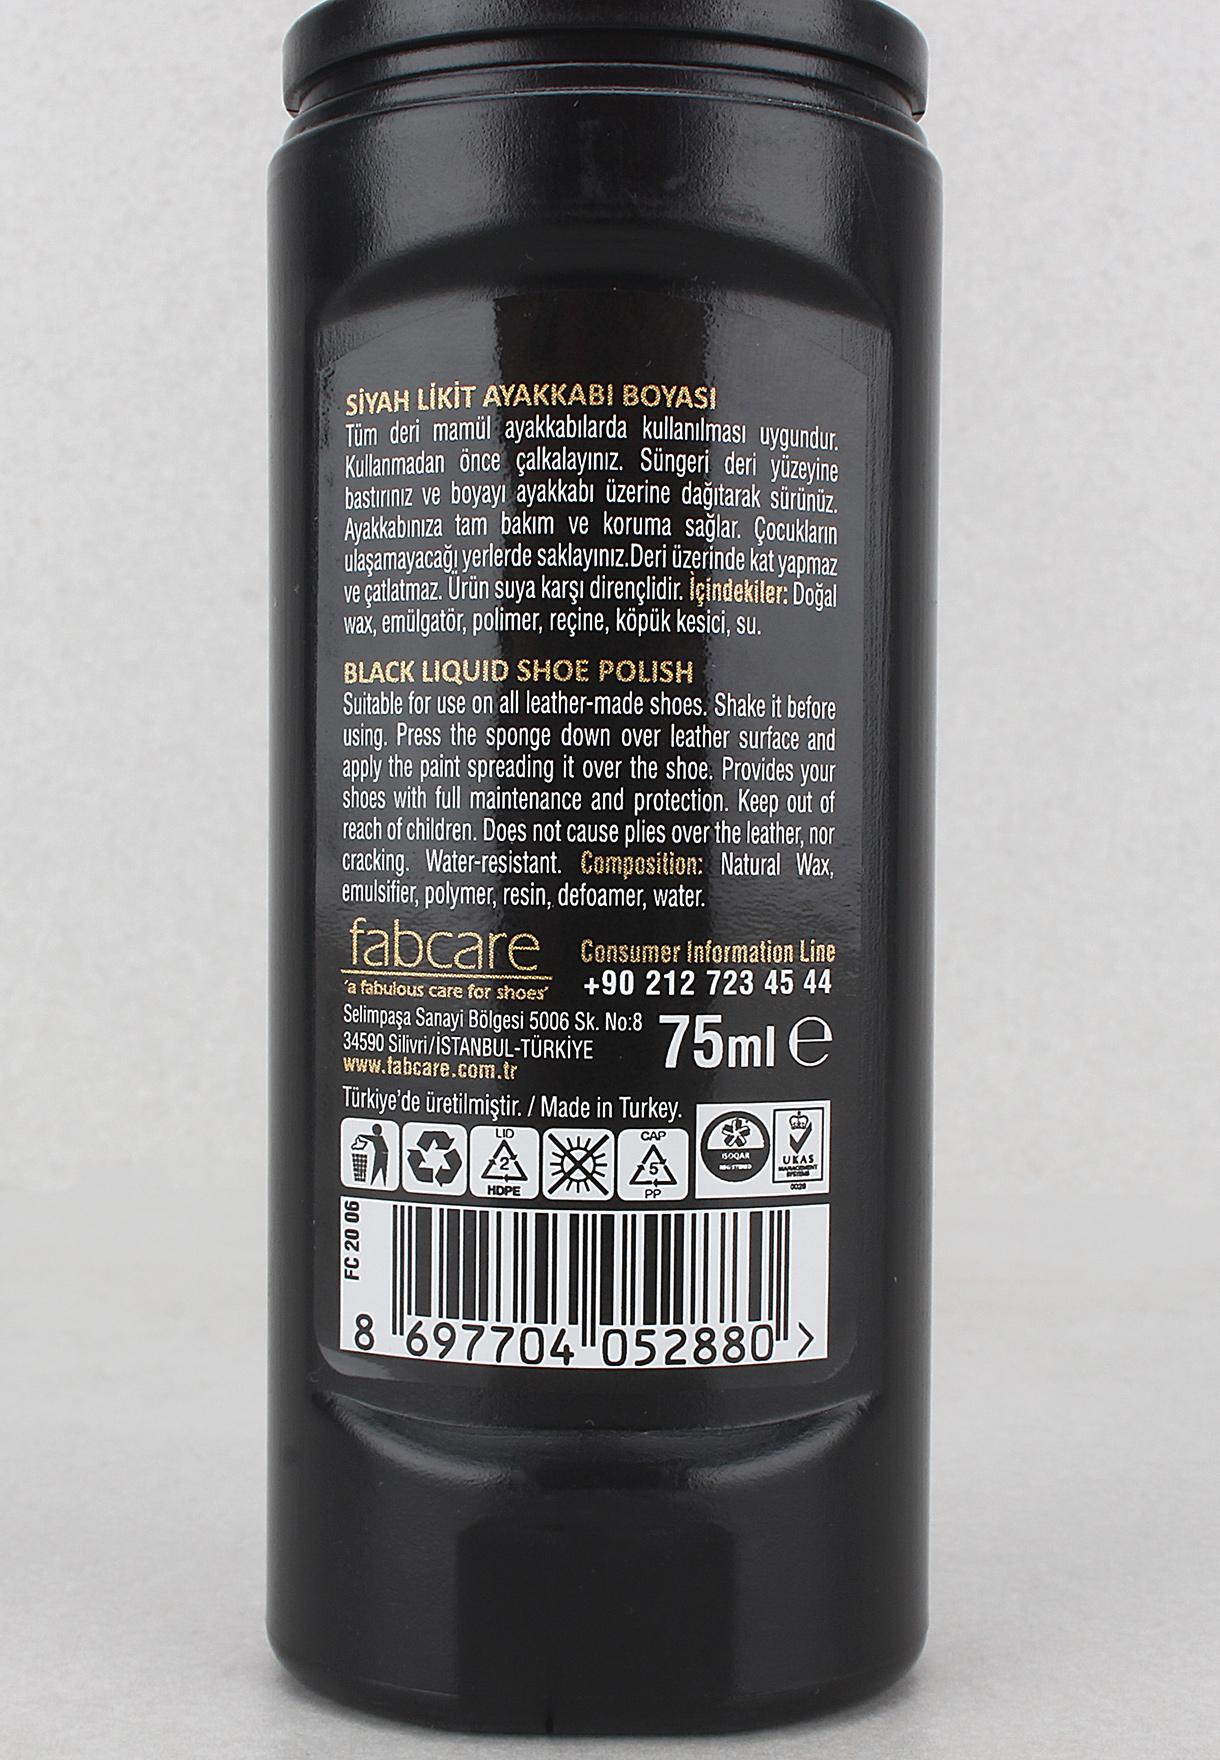 SİYAH LİKİT AYAKKABI BOYASI
Tüm deri mamül ayakkabılarda kullanılması uygundur.
Kullanmadan önce çalkalayınız. Süngeri deri yüzeyine
bastırınız ve boyayı ayakkabı üzerine dağıtarak sürünüz.
Ayakkabınıza tam bakım ve koruma sağlar. Çocukların
ulaşamayacağı yerlerde saklayınız.Deri üzerinde kat yapmaz
ve çatlatmaz. Ürün suya karşı dirençlidir. İçindekiler: Doğal
wax, emülgatör, polimer, reçine, köpük kesici, su.
BLACK LIQUID SHOE POLISH
Suitable for use on all leather-made shoes. Shake it before
using. Press the sponge down over leather surface and
apply the paint spreading it over the shoe. Provides your
shoes with full maintenance and protection. Keep out of
reach of children. Does not cause plies over the leather, nor
cracking. Water-resistant. Composition: Natural Wax,
emulsifier, polymer, resin, defoamer, water.
fabcare
'a fabulous care for shoes'
Consumer Information Line
+90 212 723 45 44
Selimpaşa Sanayi Bölgesi 5006 Sk. No:8
34590 Silivri/İSTANBUL-TÜRKİYE
www.fabcare.com.tr
75ml ℮
Türkiye'de üretilmiştir. / Made in Turkey.
LID
2
HDPE
CAP
5
PP
ISOQAR
REGISTERED
UKAS
MANAGEMENT
SYSTEMS
0026
FC 20 06
8 697704 052880 >